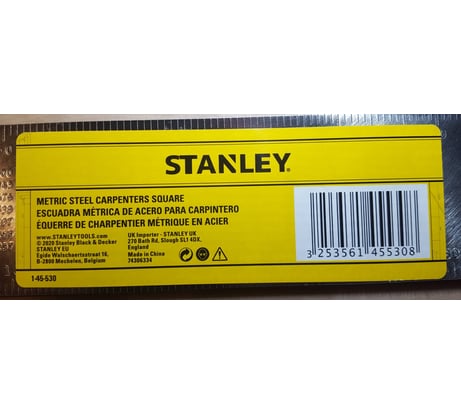 STANLEY®
METRIC STEEL CARPENTERS SQUARE
ESCUADRA MÉTRICA DE ACERO PARA CARPINTERO
ÉQUERRE DE CHARPENTIER MÉTRIQUE EN ACIER
WWW.STANLEYTOOLS.COM
© 2020 Stanley Black & Decker
STANLEY EU
Egide Walschaertsstraat 16,
B-2800 Mechelen, Belgium
UK Importer - STANLEY UK
270 Bath Rd, Slough SL1 4DX,
England
Made in China
74306334
3 253561 455308
1-45-530